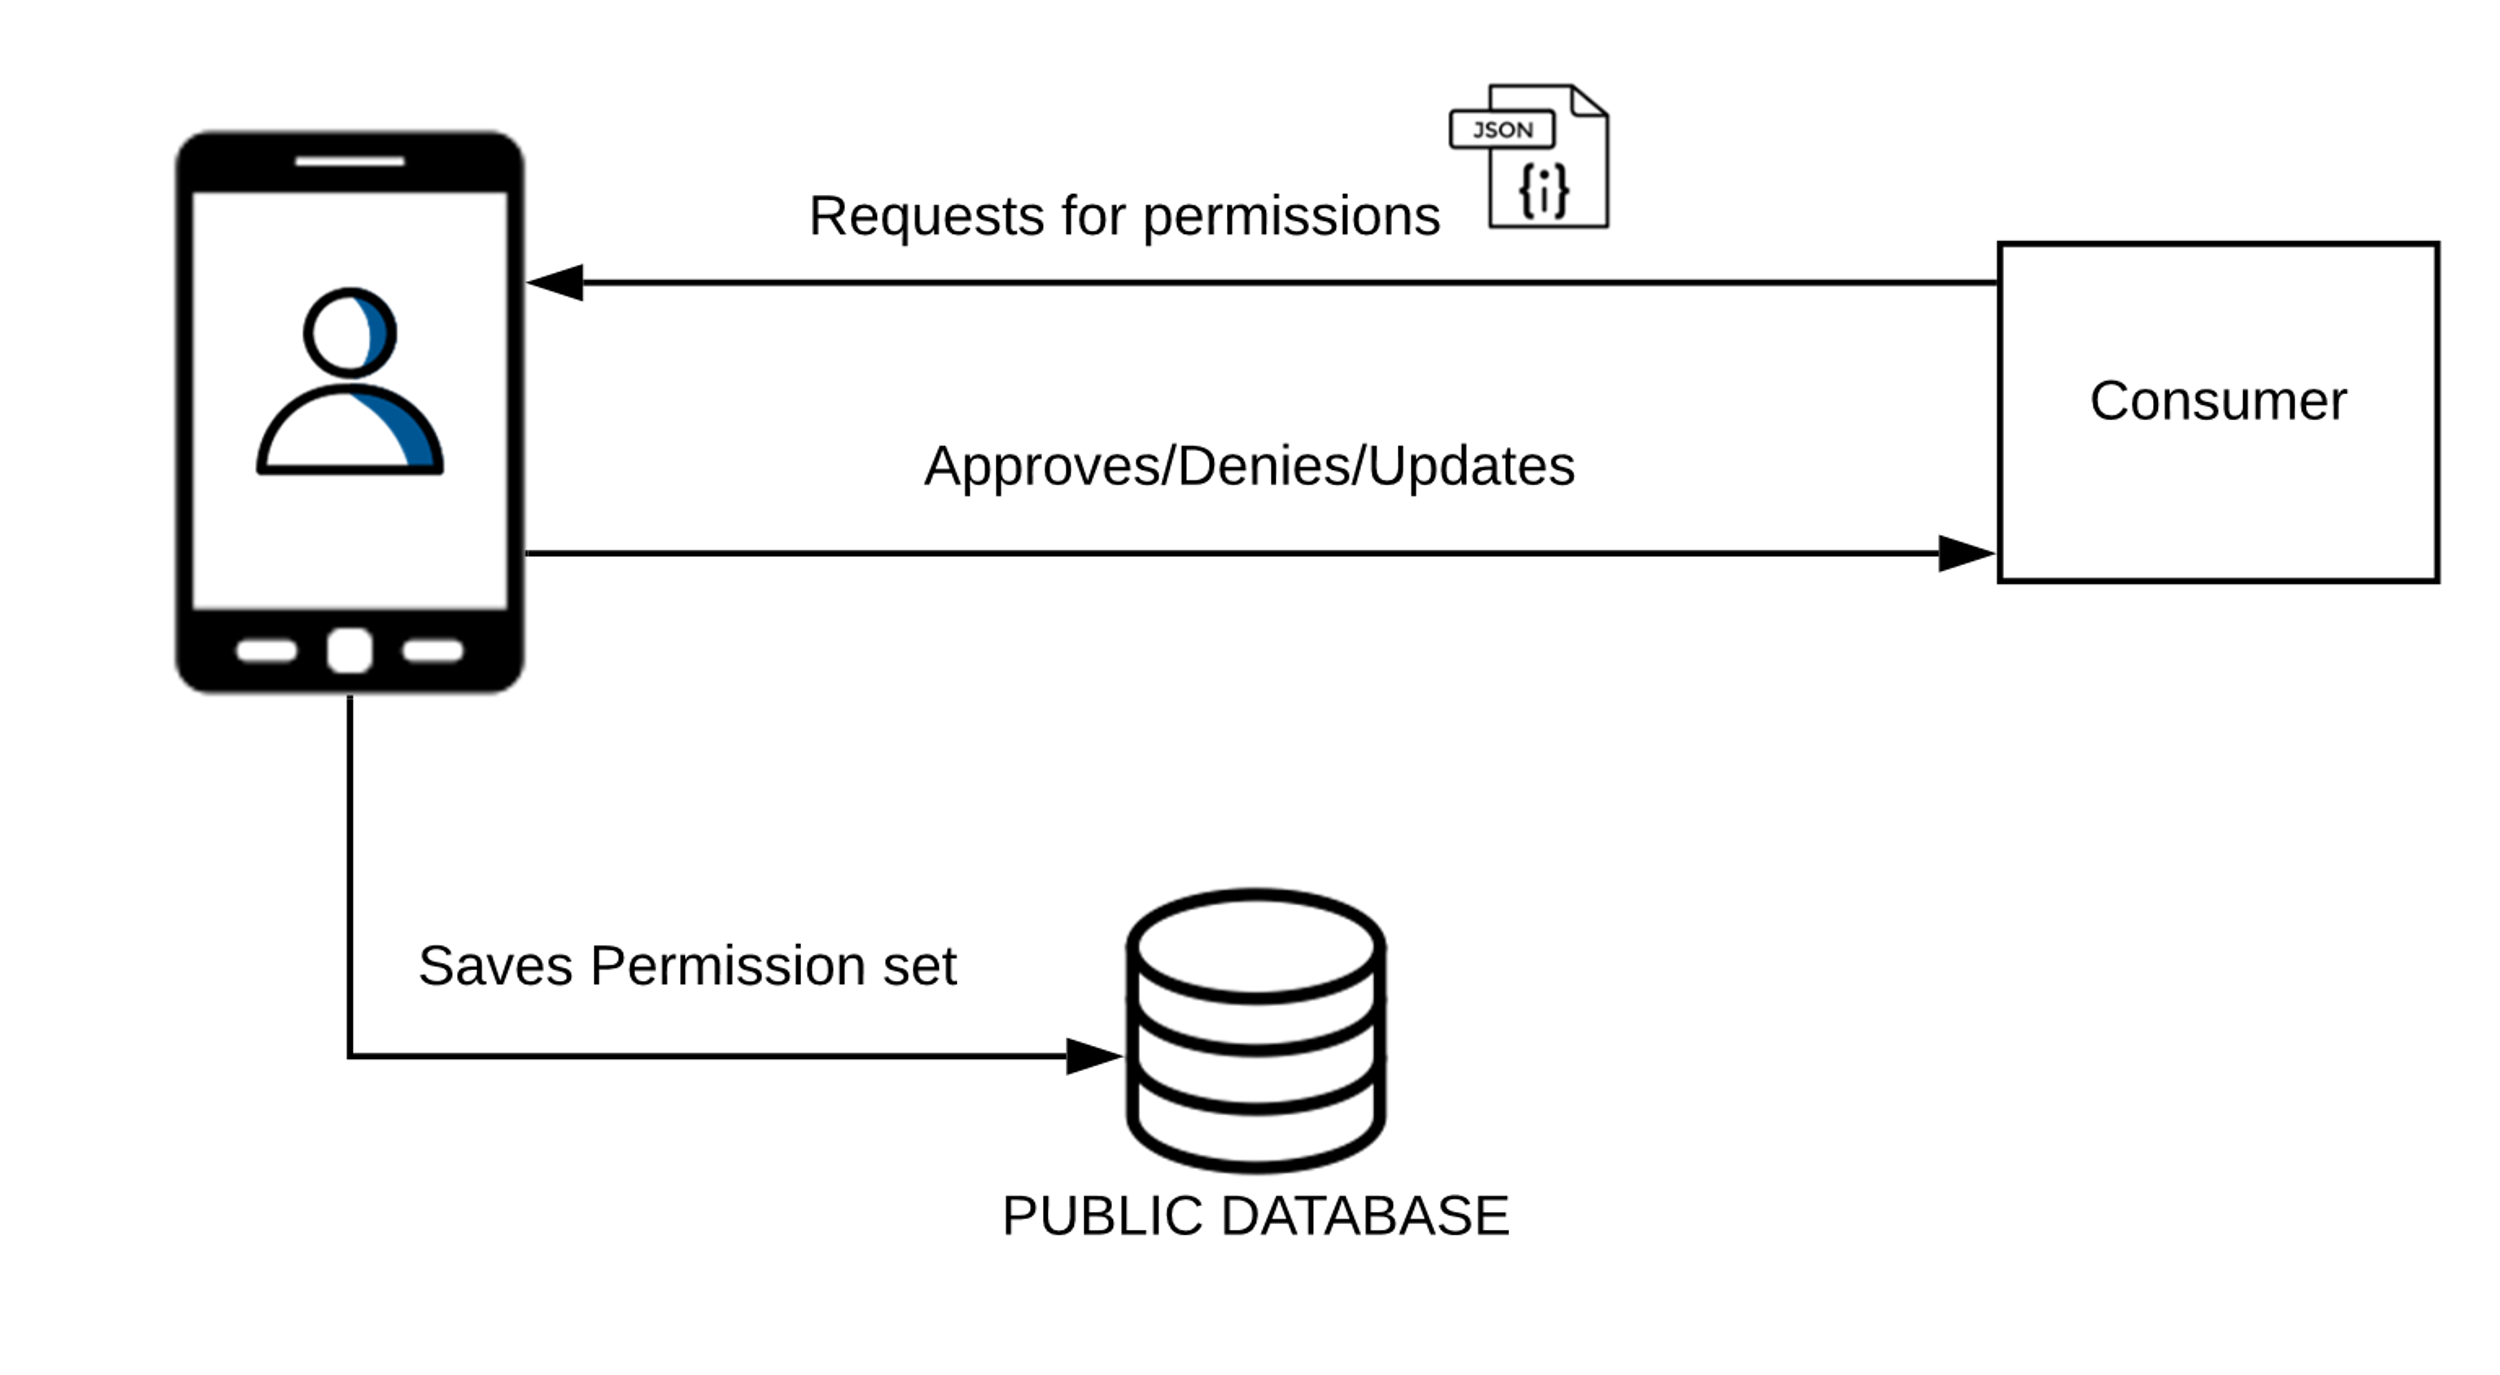 JSON
{i}
Requests for permissions
Consumer
Approves/Denies/Updates
Saves Permission set
PUBLIC DATABASE